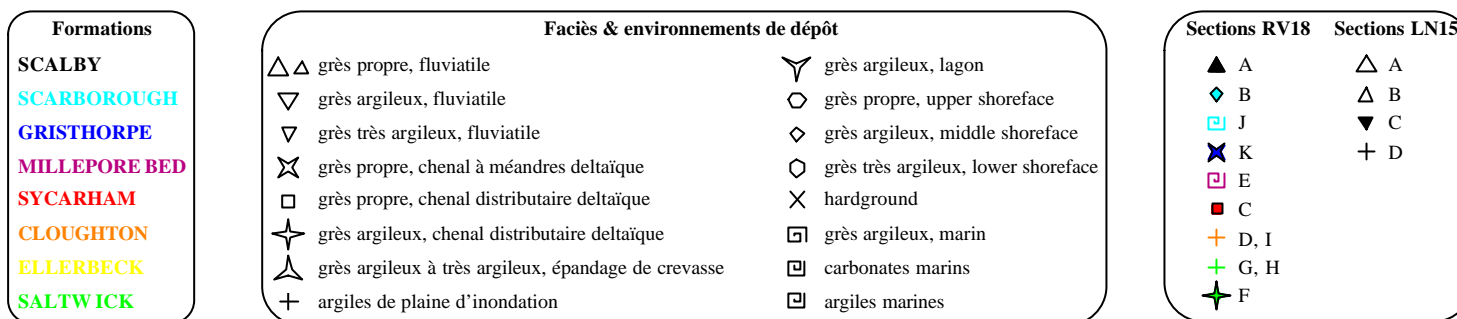 Formations
SCALBY
SCARBOROUGH
GRISTHORPE
MILLEPORE BED
SYCARHAM
CLOUGHTON
ELLERBECK
SALTW ICK
Faciès & environnements de dépôt
grès propre, fluviatile
grès argileux, fluviatile
grès très argileux, fluviatile
grès propre, chenal à méandres deltaïque
grès propre, chenal distributaire deltaïque
grès argileux, chenal distributaire deltaïque
grès argileux à très argileux, épandage de crevasse
argiles de plaine d'inondation
grès argileux, lagon
grès propre, upper shoreface
grès argileux, middle shoreface
grès très argileux, lower shoreface
hardground
grès argileux, marin
carbonates marins
argiles marines
Sections RV18
A
B
J
K
E
C
D, I
G, H
F
Sections LN15
A
B
C
D